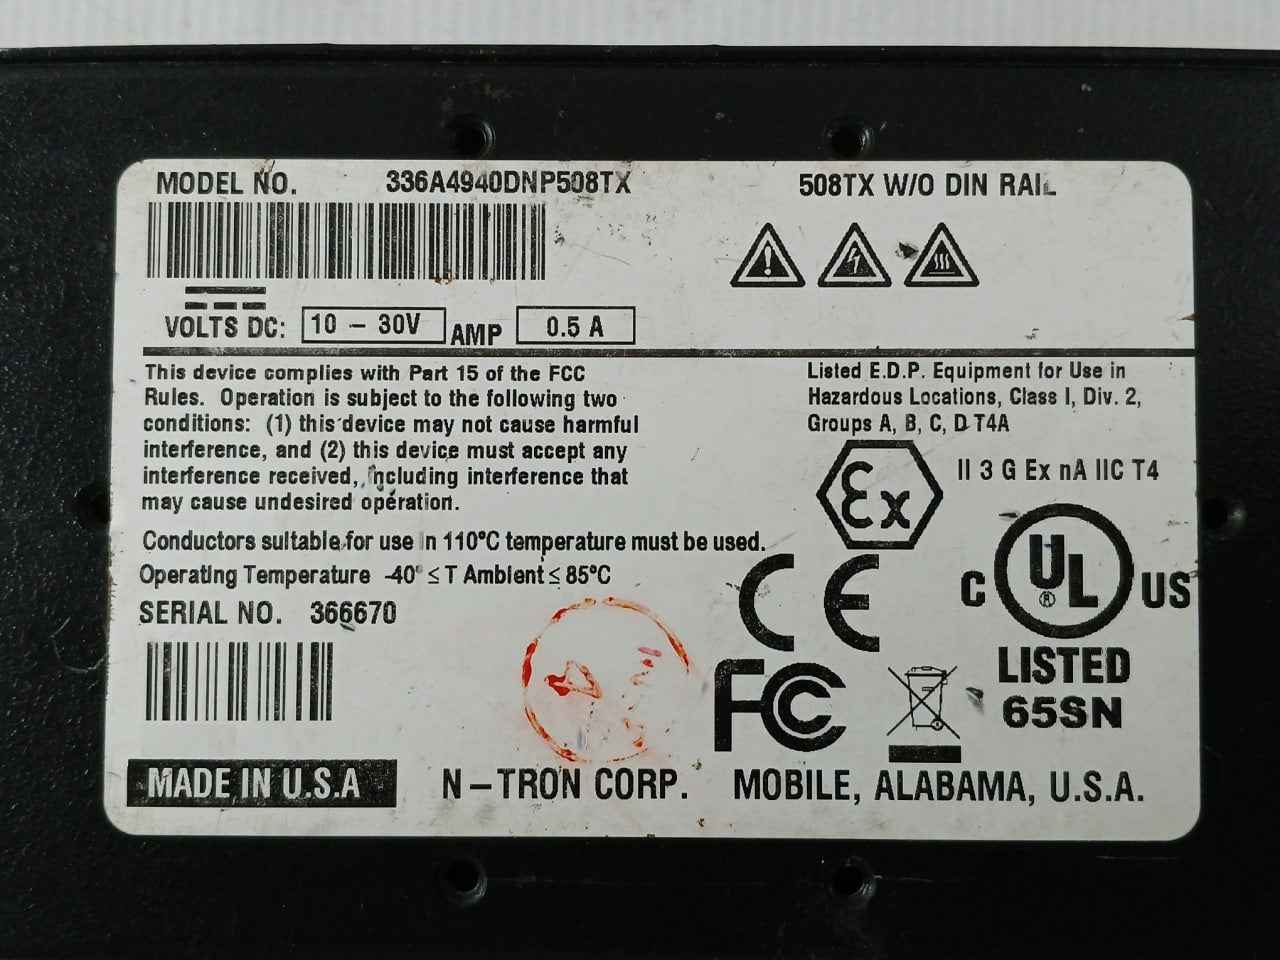 MODEL NO. 336A4940DNP508TX 508TX W/O DIN RAIL
VOLTS DC: 10 – 30V AMP 0.5 A
This device complies with Part 15 of the FCC
Rules. Operation is subject to the following two
conditions: (1) this device may not cause harmful
interference, and (2) this device must accept any
interference received, including interference that
may cause undesired operation.
Listed E.D.P. Equipment for Use in
Hazardous Locations, Class I, Div. 2,
Groups A, B, C, D T4A
Ex II 3 G Ex nA IIC T4
Conductors suitable for use in 110°C temperature must be used.
Operating Temperature -40° ≤ T Ambient ≤ 85°C
SERIAL NO. 366670
CE
C UL ® US
LISTED
65SN
FC
MADE IN U.S.A N–TRON CORP. MOBILE, ALABAMA, U.S.A.